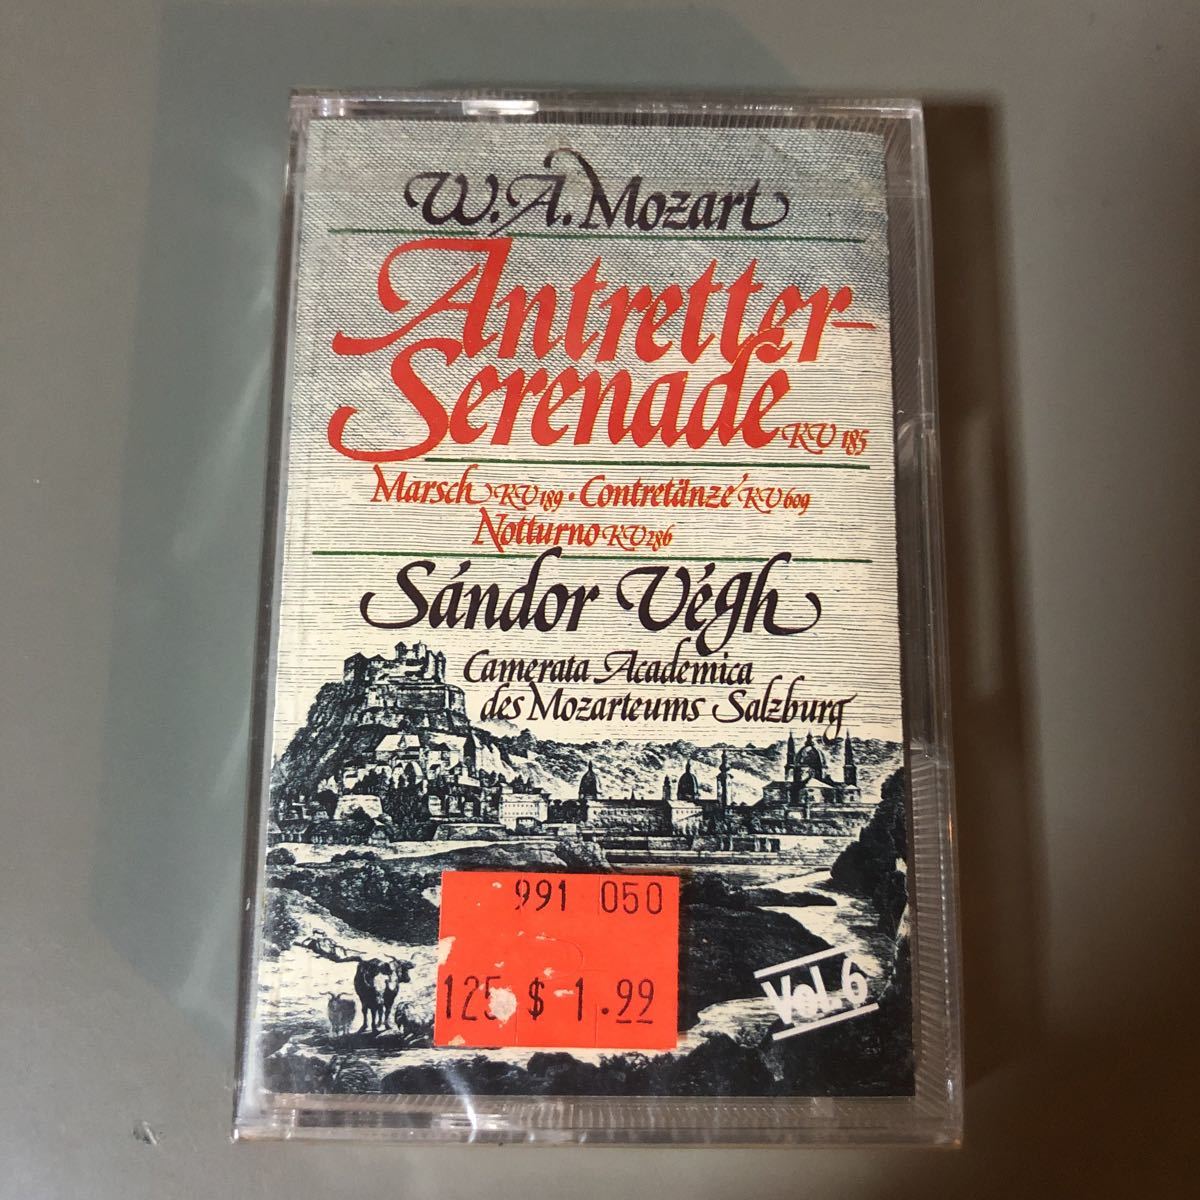 W. A. Mozart
Antretter-
Serenade KV 185
Marsch KV 189 • Contretänze KV 609
Notturno KV 286
Sándor Végh
Camerata Academica
des Mozarteums Salzburg
991 050
125 $ 1.99
Vol. 6